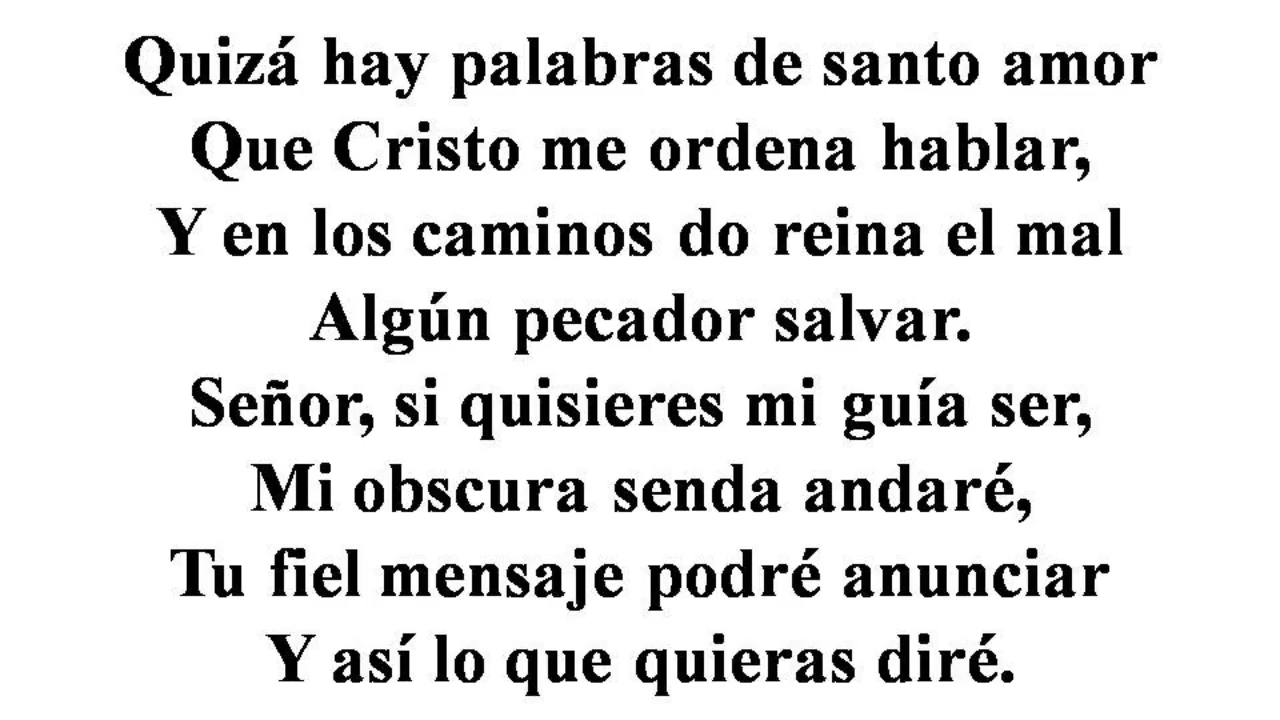 Quizá hay palabras de santo amor
Que Cristo me ordena hablar,
Y en los caminos do reina el mal
Algún pecador salvar.
Señor, si quisieres mi guía ser,
Mi obscura senda andaré,
Tu fiel mensaje podré anunciar
Y así lo que quieras diré.